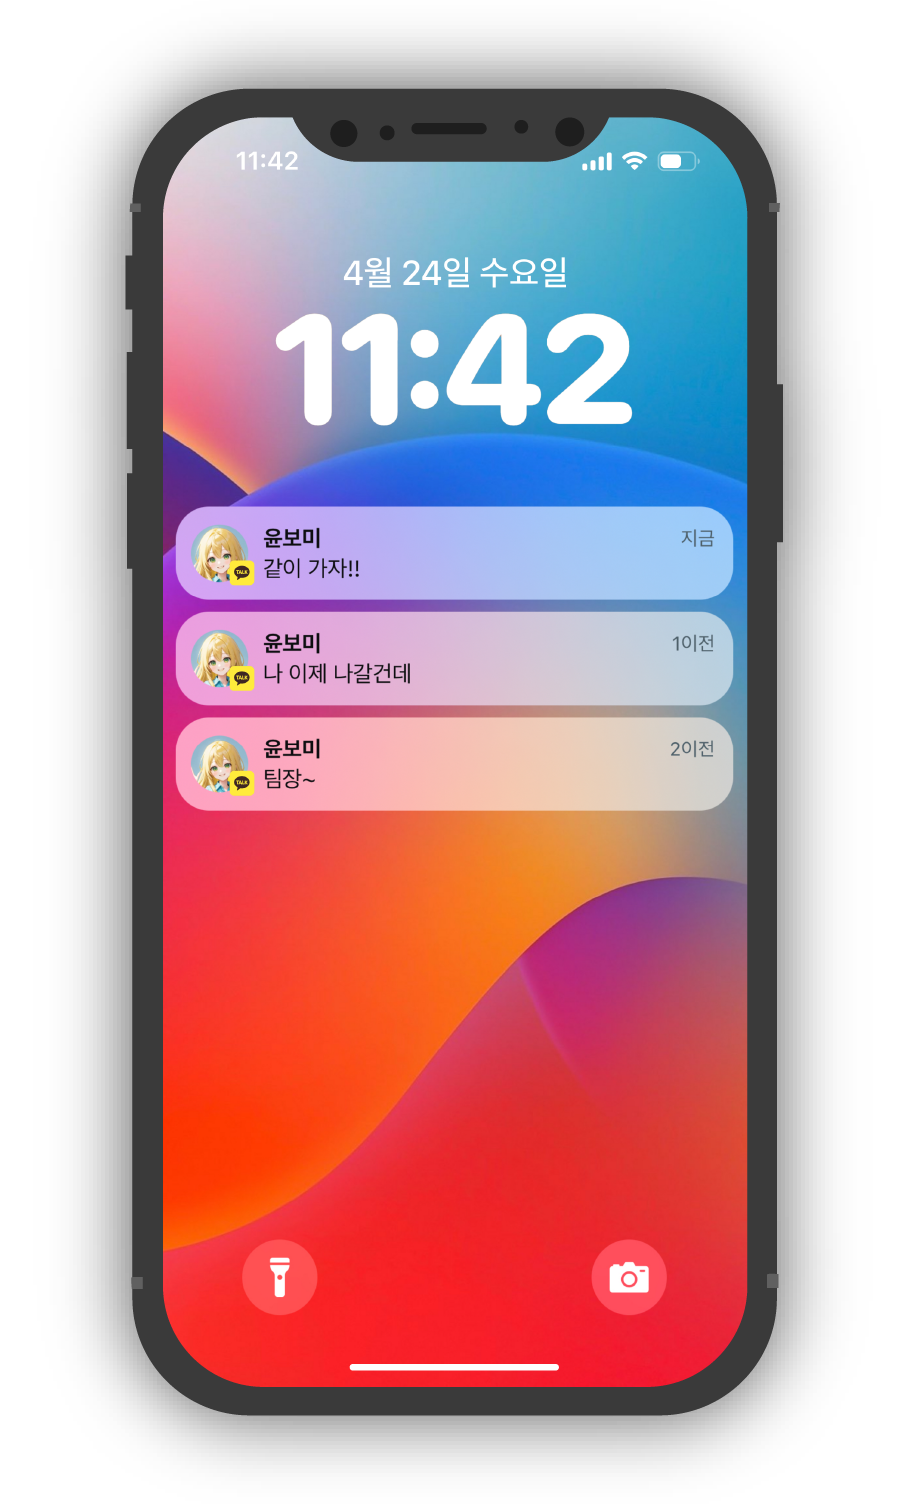 11:42
4월 24일 수요일
11:42
윤보미
지금
같이 가자!!
TALK
윤보미
1이전
나 이제 나갈건데
TALK
윤보미
2이전
팀장~
TALK